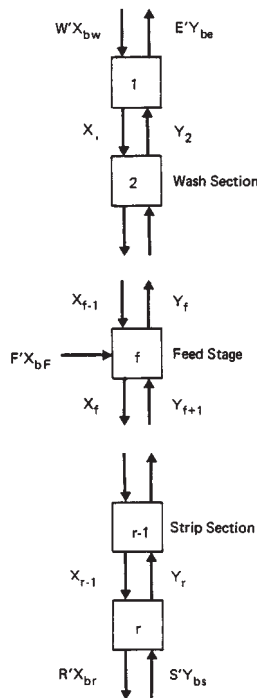 W'X_bw E'Y_be
1
X, Y_2
2 Wash Section
X_f-1 Y_f
F'X_bF f Feed Stage
X_f Y_f+1
r-1 Strip Section
X_r-1 Y_r
r
R'X_br S'Y_bs